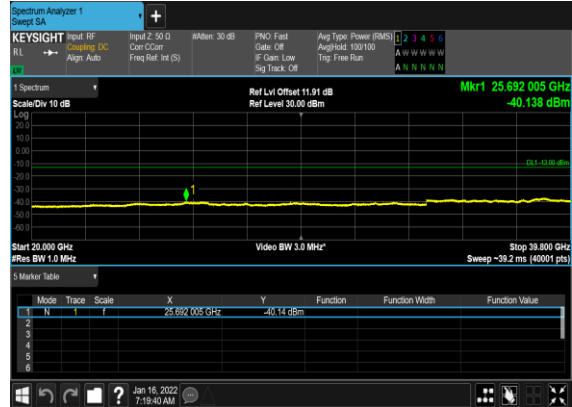 Spectrum Analyzer 1
Swept SA
+
KEYSIGHT Input: RF Input Z: 50 Ω #Atten: 30 dB PNO: Fast Avg Type: Power (RMS) 1 2 3 4 5 6
RL Coupling: DC Corr CCorr Gate: Off Avg|Hold: 100/100 A W W W W W
Align: Auto Freq Ref: Int (S) IF Gain: Low Trig: Free Run
LW Sig Track: Off A N N N N N
1 Spectrum Ref Lvl Offset 11.91 dB Mkr1 25.692 005 GHz
Scale/Div 10 dB Ref Level 30.00 dBm -40.138 dBm
Log
20.0
10.0
0.00
-10.0 DL1 -13.00 dBm
-20.0
-30.0
1
-40.0
-50.0
-60.0
Start 20.000 GHz Video BW 3.0 MHz* Stop 39.800 GHz
#Res BW 1.0 MHz Sweep ~39.2 ms (40001 pts)
5 Marker Table
Mode Trace Scale X Y Function Function Width Function Value
1 N 1 f 25.692 005 GHz -40.14 dBm
2
3
4
5
6
? Jan 16, 2022
7:19:40 AM